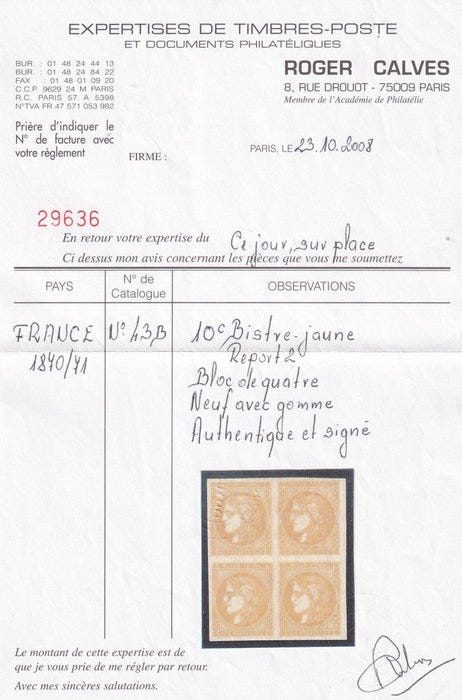 EXPERTISES DE TIMBRES-POSTE
ET DOCUMENTS PHILATÉLIQUES
BUR. : 01 48 24 44 13
BUR. : 01 48 24 84 22
FAX : 01 48 01 09 20
C.C.P. 9629 24 M PARIS
R.C. PARIS 57 A 5398
N°TVA FR 47 571 053 982
ROGER CALVES
8, RUE DROUOT - 75009 PARIS
Membre de l'Académie de Philatélie
Prière d'indiquer le
N° de facture avec
votre règlement
FIRME :
PARIS, LE 23.10.2008
29636
En retour votre expertise du Ce jour, sur place
Ci dessus mon avis concernant les pièces que vous me soumettez
PAYS
N° de
Catalogue
OBSERVATIONS
FRANCE
1870/71
N° 43B
10c Bistre-jaune
Report 2
Bloc de quatre
Neuf avec gomme
Authentique et signé
Le montant de cette expertise est de
que je vous prie de me régler par retour.
Avec mes sincères salutations.